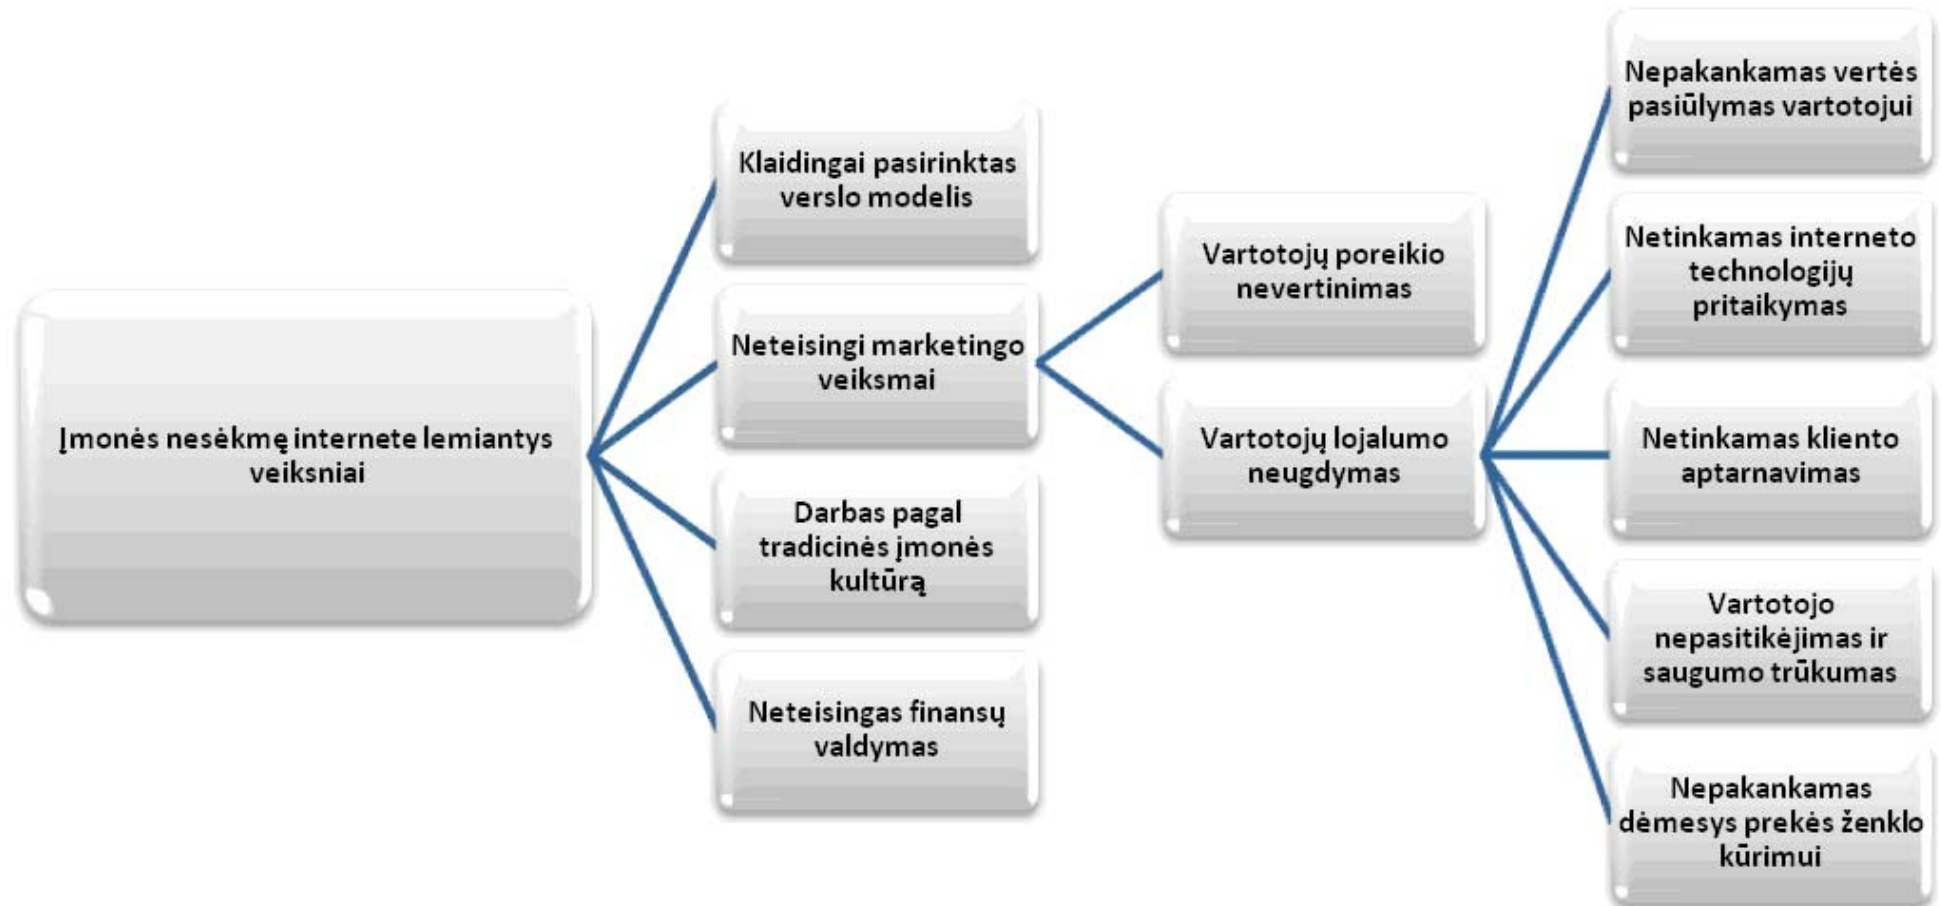 Įmonės nesėkmę internete lemiantys
veiksniai
Klaidingai pasirinktas
verslo modelis
Neteisingi marketingo
veiksmai
Darbas pagal
tradicinės įmonės
kultūrą
Neteisingas finansų
valdymas
Vartotojų poreikio
nevertinimas
Vartotojų lojalumo
neugdymas
Nepakankamas vertės
pasiūlymas vartotojui
Netinkamas interneto
technologijų
pritaikymas
Netinkamas kliento
aptarnavimas
Vartotojo
nepasitikėjimas ir
saugumo trūkumas
Nepakankamas
dėmesys prekės ženklo
kūrimui